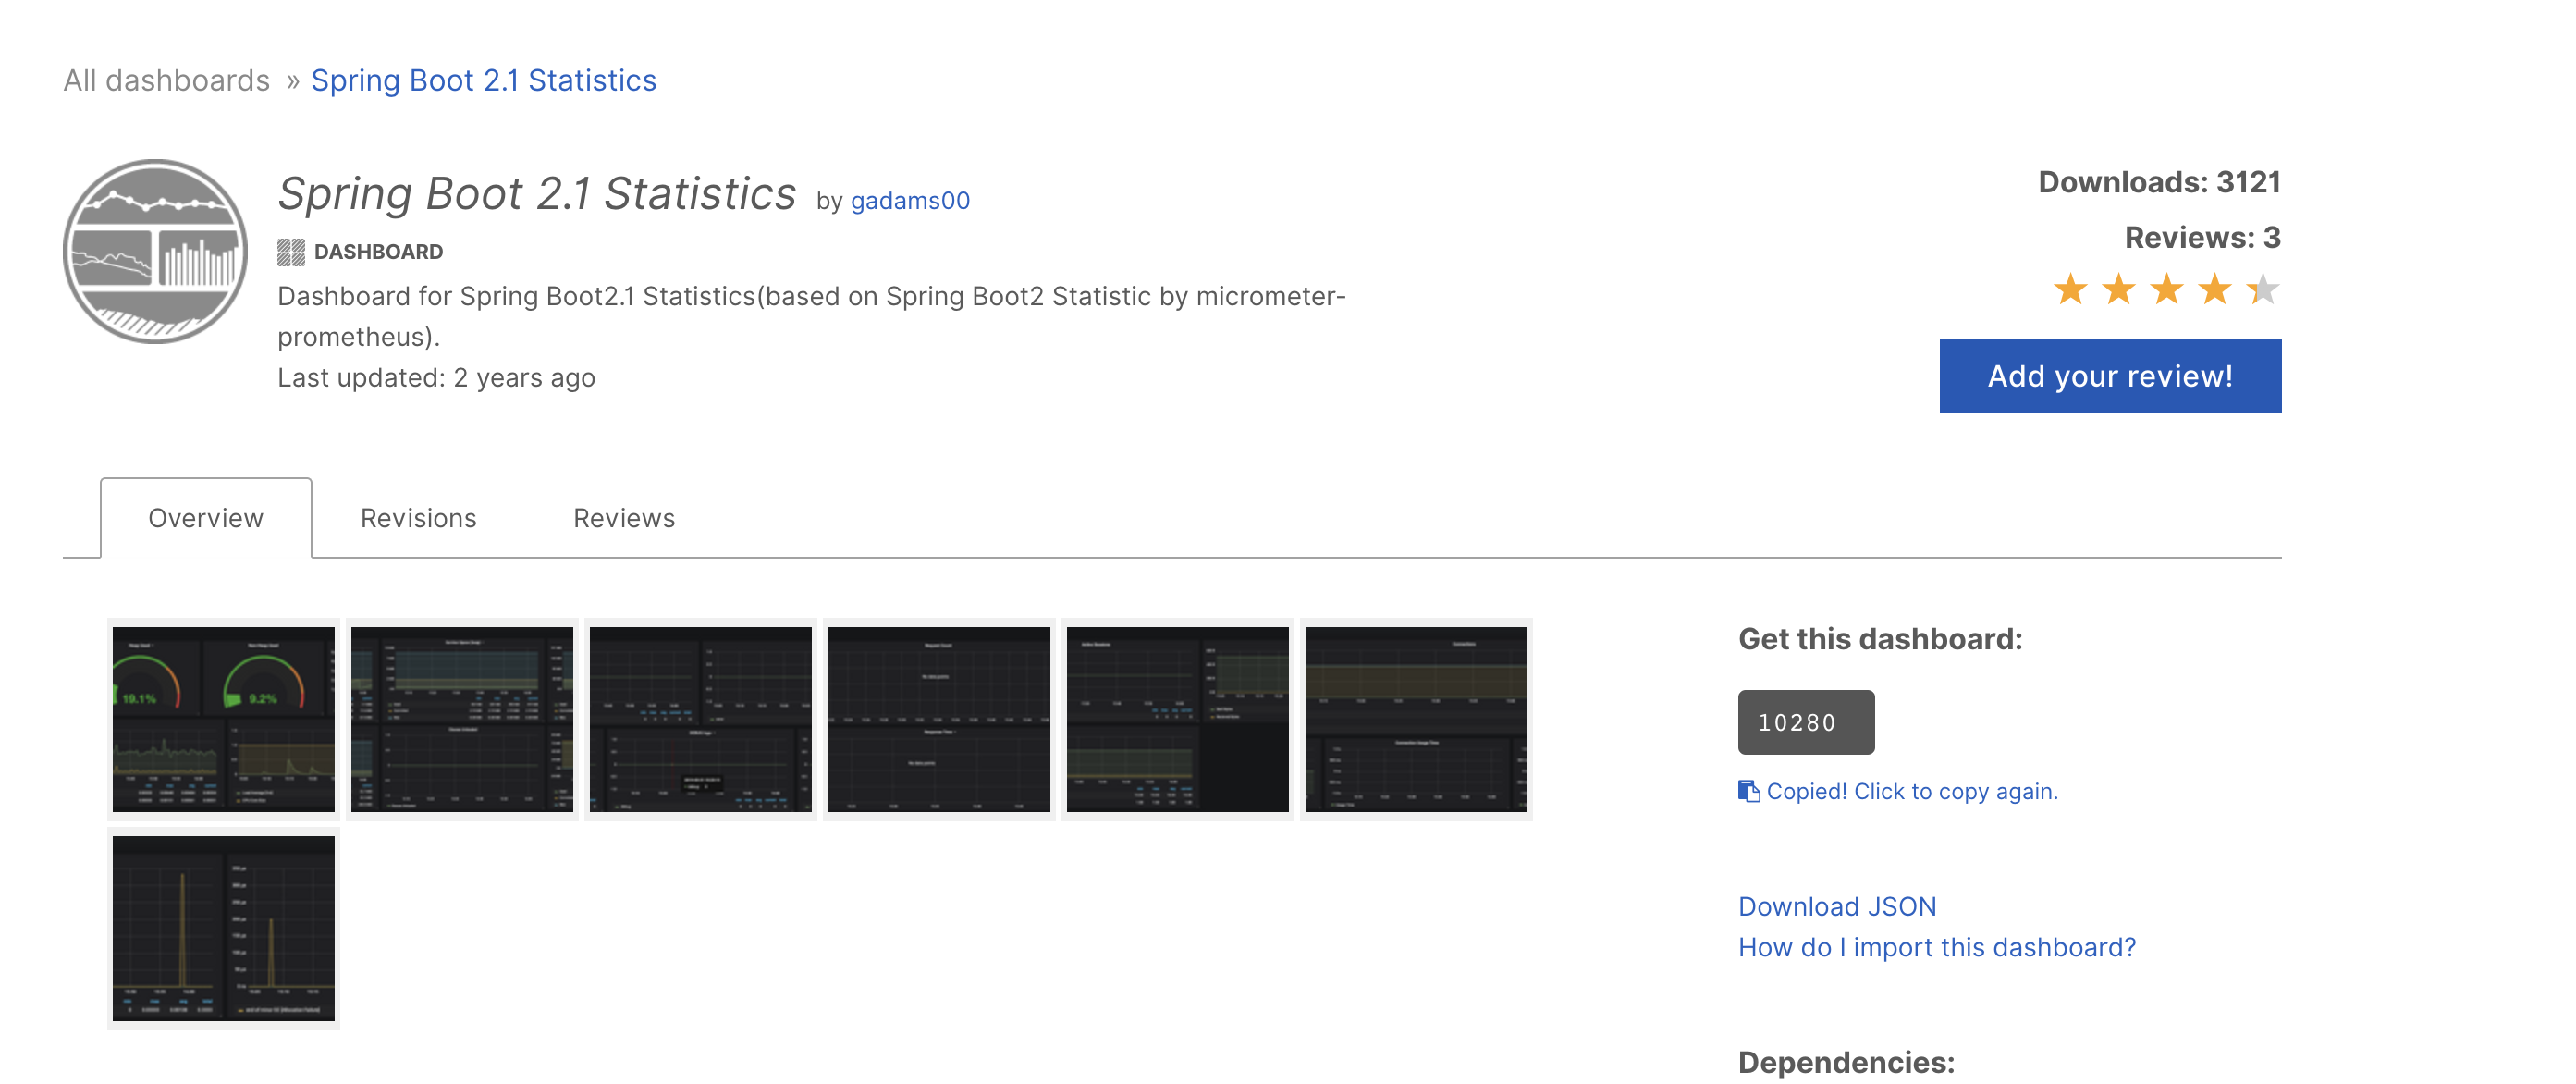 All dashboards » Spring Boot 2.1 Statistics
Spring Boot 2.1 Statistics by gadams00
DASHBOARD
Dashboard for Spring Boot2.1 Statistics(based on Spring Boot2 Statistic by micrometer-
prometheus).
Last updated: 2 years ago
Downloads: 3121
Reviews: 3
Add your review!
Overview
Revisions
Reviews
19.1%
9.2%
Get this dashboard:
10280
Copied! Click to copy again.
Download JSON
How do I import this dashboard?
Dependencies: